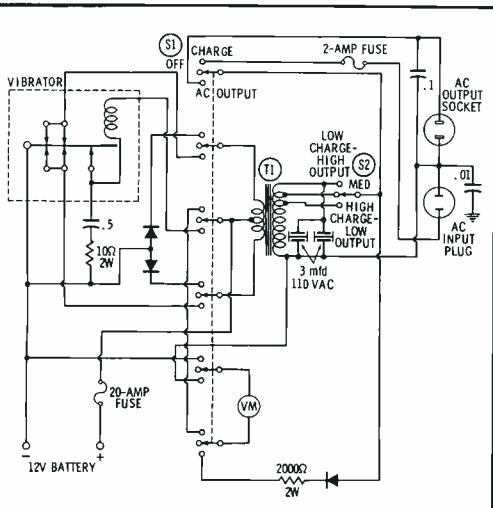 S1
CHARGE
OFF
AC OUTPUT
2-AMP FUSE
VIBRATOR
.1
AC
OUTPUT
SOCKET
LOW
CHARGE-
HIGH
OUTPUT
S2
T1
MED
HIGH
CHARGE-
LOW
OUTPUT
.01
AC
INPUT
PLUG
.5
10Ω
2W
3 mfd
110 VAC
20-AMP
FUSE
VM
-
+
12V BATTERY
2000Ω
2W